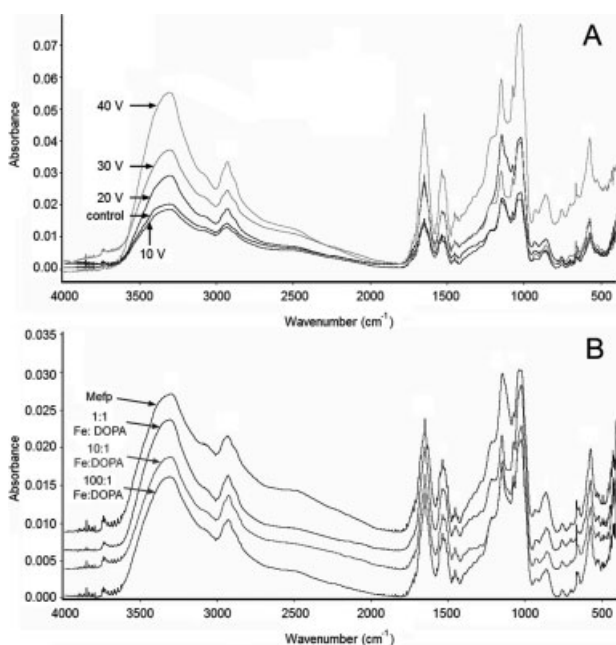 A
0.07
0.06
0.05
0.04
0.03
0.02
0.01
0.00
Absorbance
40 V
30 V
20 V
control
10 V
4000 3500 3000 2500 2000 1500 1000 500
Wavenumber (cm⁻¹)
B
0.035
0.030
0.025
0.020
0.015
0.010
0.005
0.000
Absorbance
Mefp
1:1
Fe: DOPA
10:1
Fe:DOPA
100:1
Fe:DOPA
4000 3500 3000 2500 2000 1500 1000 500
Wavenumber (cm⁻¹)